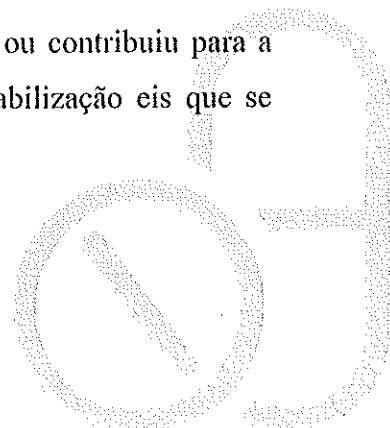 ou contribuiu para a
abilização eis que se